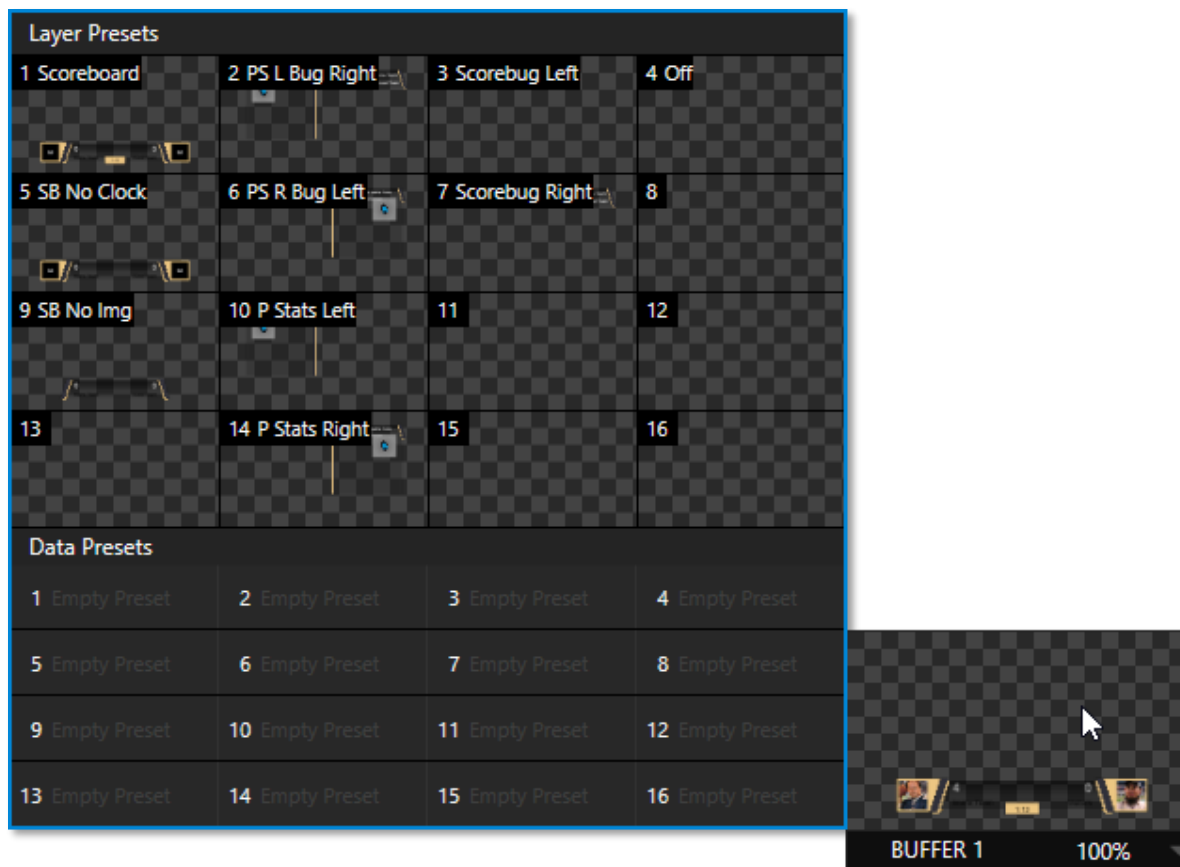 Layer Presets
1 Scoreboard
2 PS L Bug Right
3 Scorebug Left
4 Off
5 SB No Clock
6 PS R Bug Left
7 Scorebug Right
8
9 SB No Img
10 P Stats Left
11
12
13
14 P Stats Right
15
16
Data Presets
1 Empty Preset
2 Empty Preset
3 Empty Preset
4 Empty Preset
5 Empty Preset
6 Empty Preset
7 Empty Preset
8 Empty Preset
9 Empty Preset
10 Empty Preset
11 Empty Preset
12 Empty Preset
13 Empty Preset
14 Empty Preset
15 Empty Preset
16 Empty Preset
4
0
BUFFER 1
100%